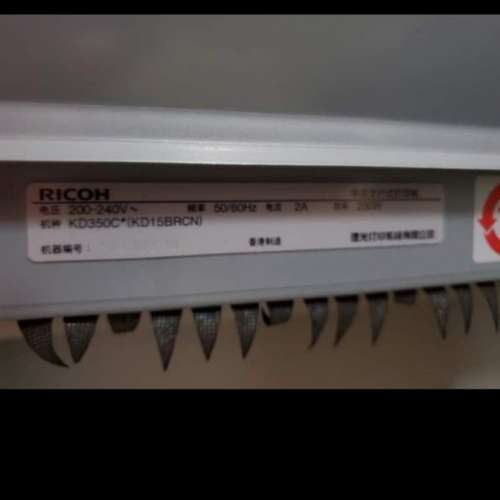 RICOH
电压 200-240V～ 频率 50/60Hz 电流 2A
机种 KD350C*(KD15BRCN)
机器编号: 香港制造 理光打印系统有限公司